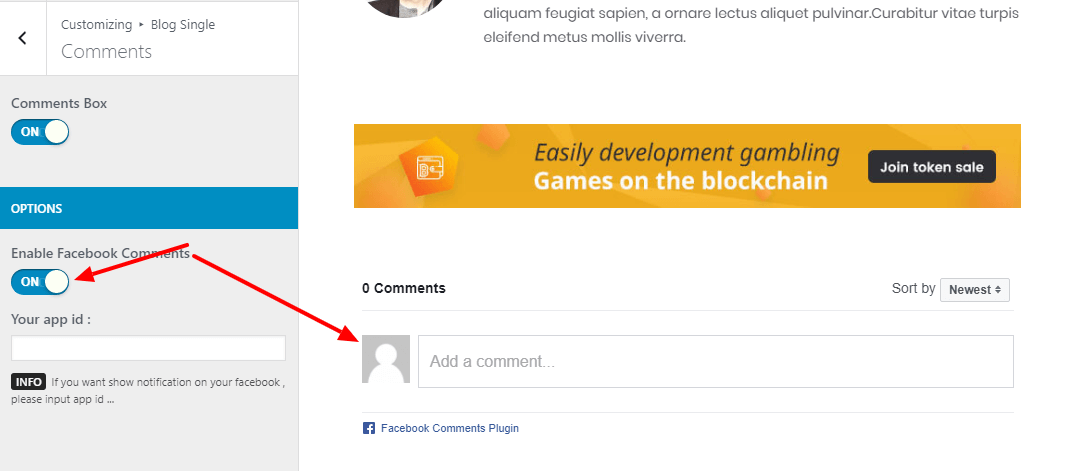 Customizing ▸ Blog Single
Comments
Comments Box
ON
OPTIONS
Enable Facebook Comments
ON
Your app id :
INFO If you want show notification on your facebook ,
please input app id ...
aliquam feugiat sapien, a ornare lectus aliquet pulvinar.Curabitur vitae turpis
eleifend metus mollis viverra.
Easily development gambling
Games on the blockchain
Join token sale
0 Comments
Sort by Newest
Add a comment...
Facebook Comments Plugin